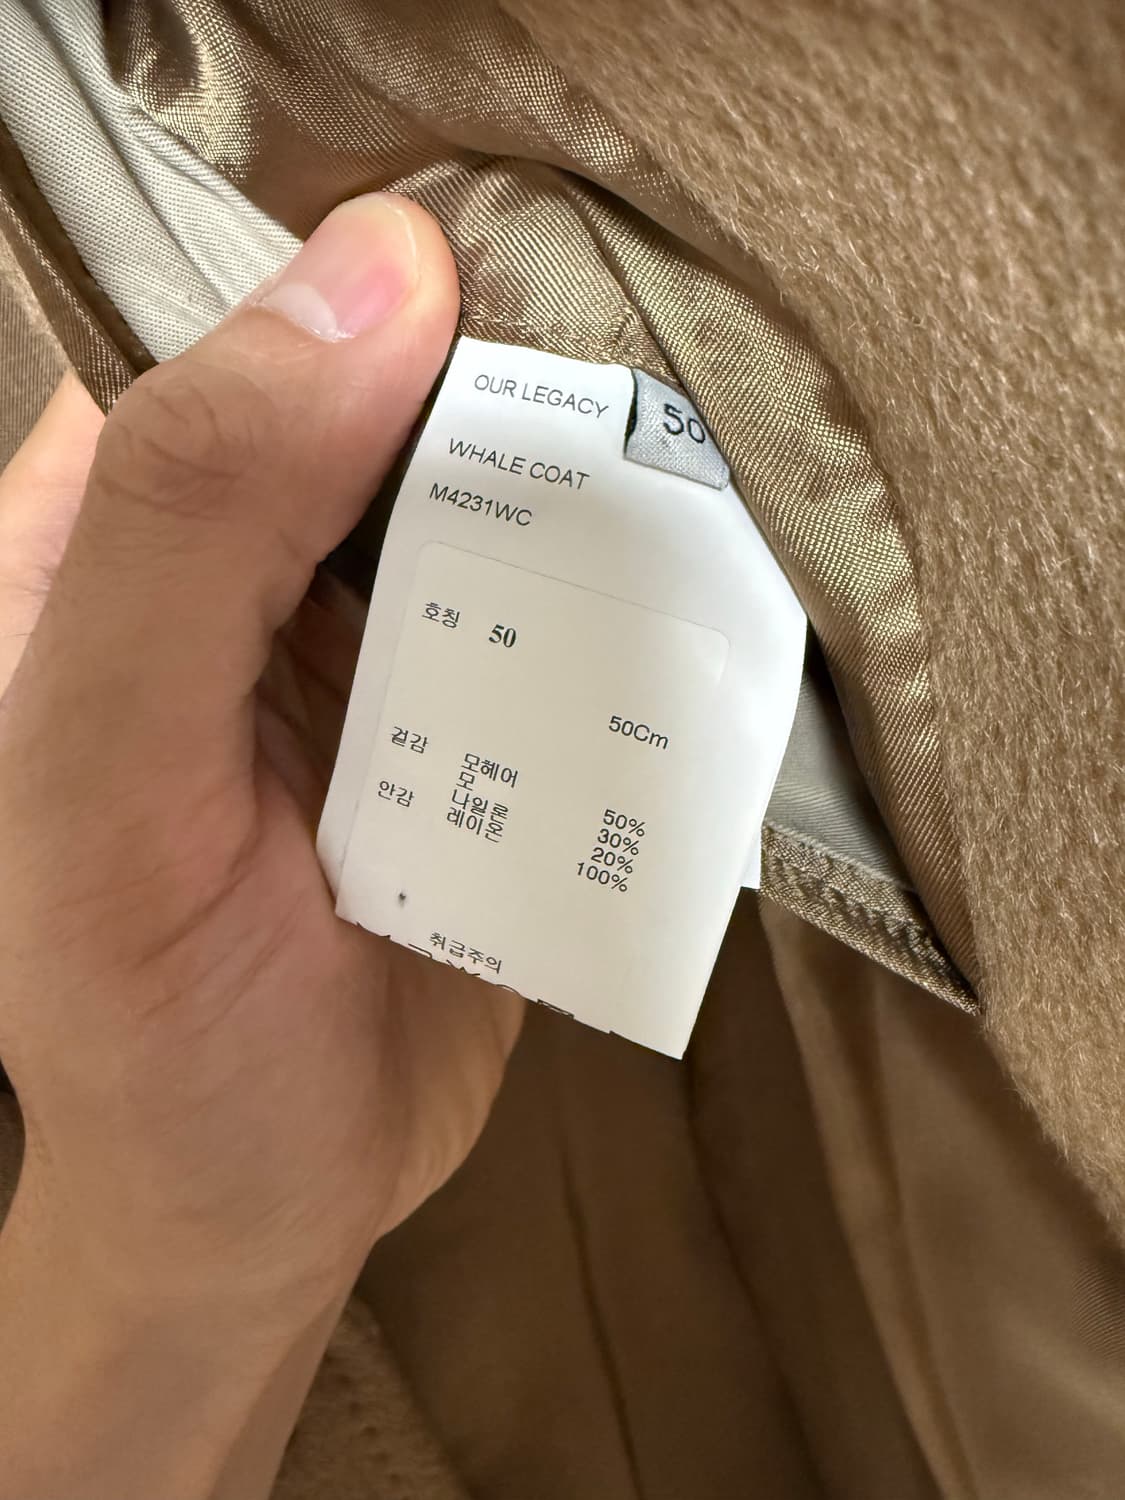 OUR LEGACY
50
WHALE COAT
M4231WC
호칭 50
50Cm
겉감 모헤어 50%
모 30%
안감 나일론 20%
레이온 100%
취급주의